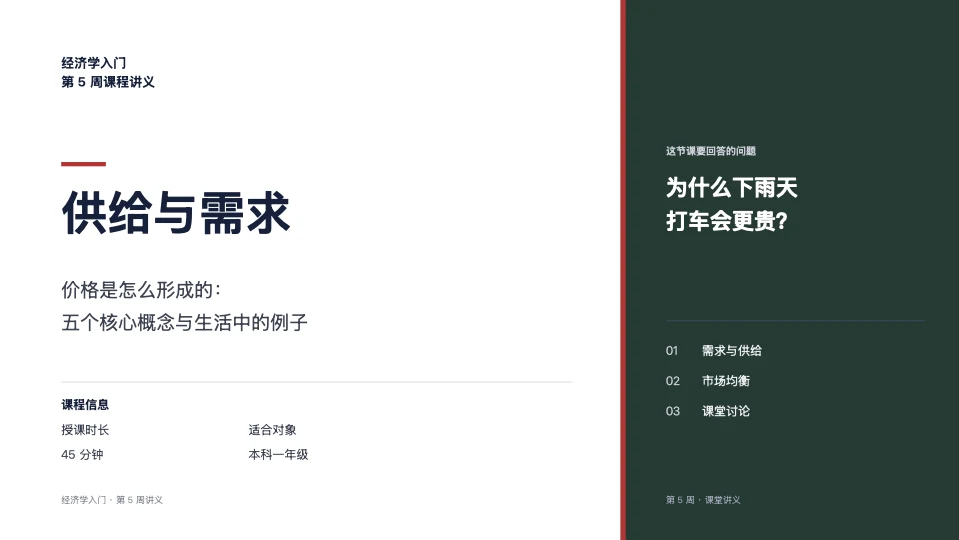 经济学入门
第 5 周课程讲义
供给与需求
价格是怎么形成的：
五个核心概念与生活中的例子
课程信息
授课时长
适合对象
45 分钟
本科一年级
经济学入门 · 第 5 周讲义
这节课要回答的问题
为什么下雨天
打车会更贵?
01 需求与供给
02 市场均衡
03 课堂讨论
第 5 周 · 课堂讲义